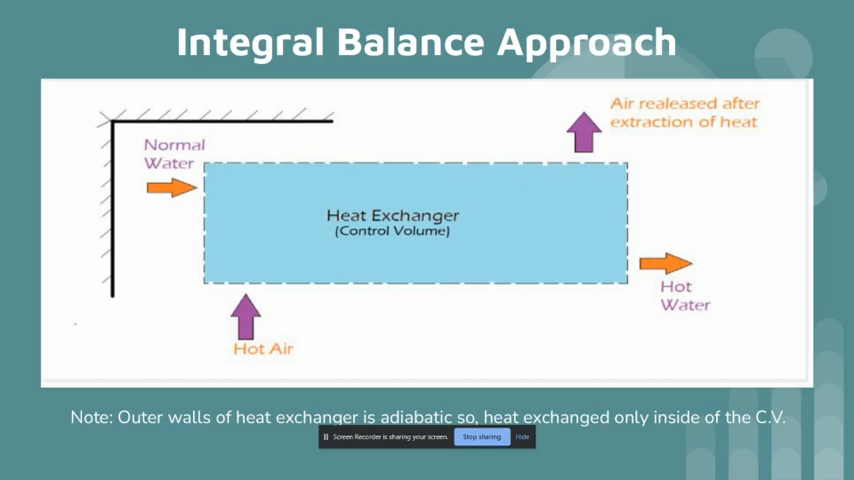 Integral Balance Approach
Air realeased after
extraction of heat
Normal
Water
Heat Exchanger
(Control Volume)
Hot
Water
Hot Air
Note: Outer walls of heat exchanger is adiabatic so, heat exchanged only inside of the C.V.
Screen Recorder is sharing your screen. Stop sharing Hide